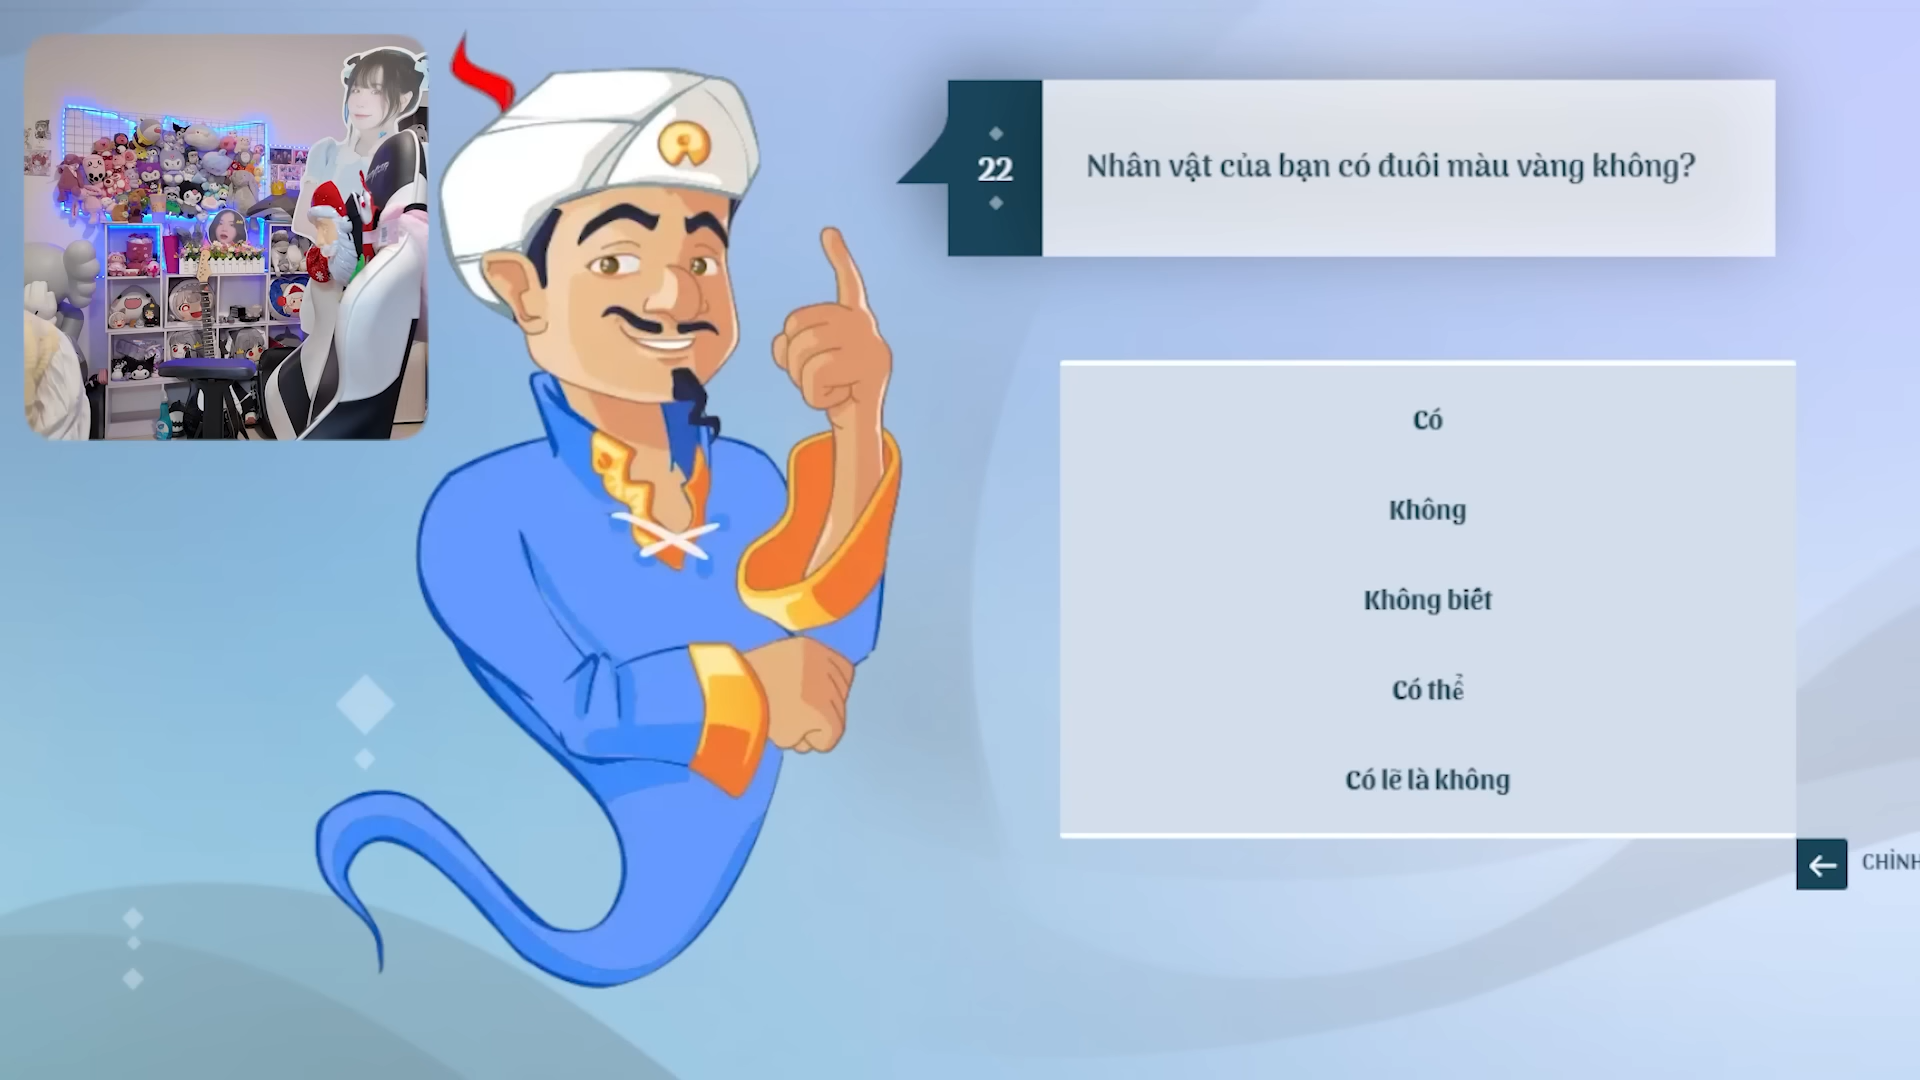 22
Nhân vật của bạn có đuôi màu vàng không?
Có
Không
Không biết
Có thể
Có lẽ là không
CHỈNH